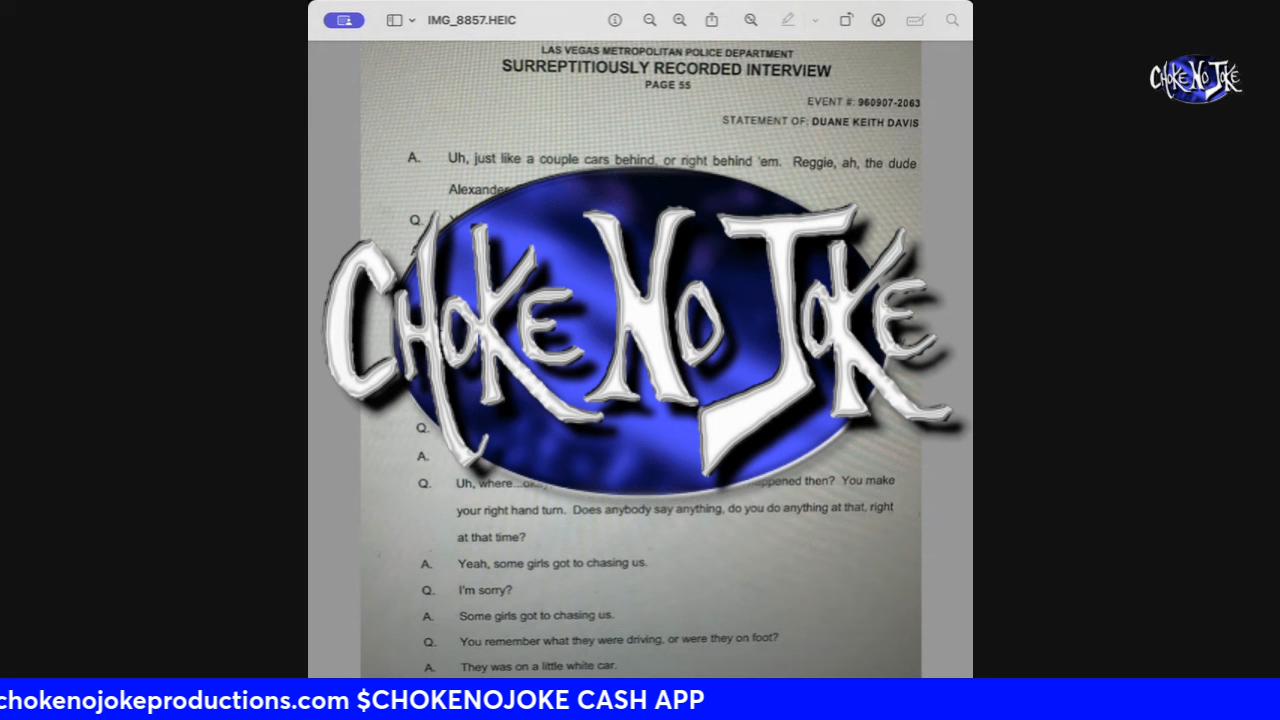 IMG_8857.HEIC
LAS VEGAS METROPOLITAN POLICE DEPARTMENT
SURREPTITIOUSLY RECORDED INTERVIEW
PAGE 55
EVENT #: 960907-2063
STATEMENT OF: DUANE KEITH DAVIS
CHOKE NO JOKE
A. Uh, just like a couple cars behind, or right behind 'em. Reggie, ah, the dude
Alexander
Q.
CHOKE NO JOKE
Q.
A.
Q. Uh, where... happened then? You make
your right hand turn. Does anybody say anything, do you do anything at that, right
at that time?
A. Yeah, some girls got to chasing us.
Q. I'm sorry?
A. Some girls got to chasing us.
Q. You remember what they were driving, or were they on foot?
A. They was on a little white car.
chokenojokeproductions.com $CHOKENOJOKE CASH APP